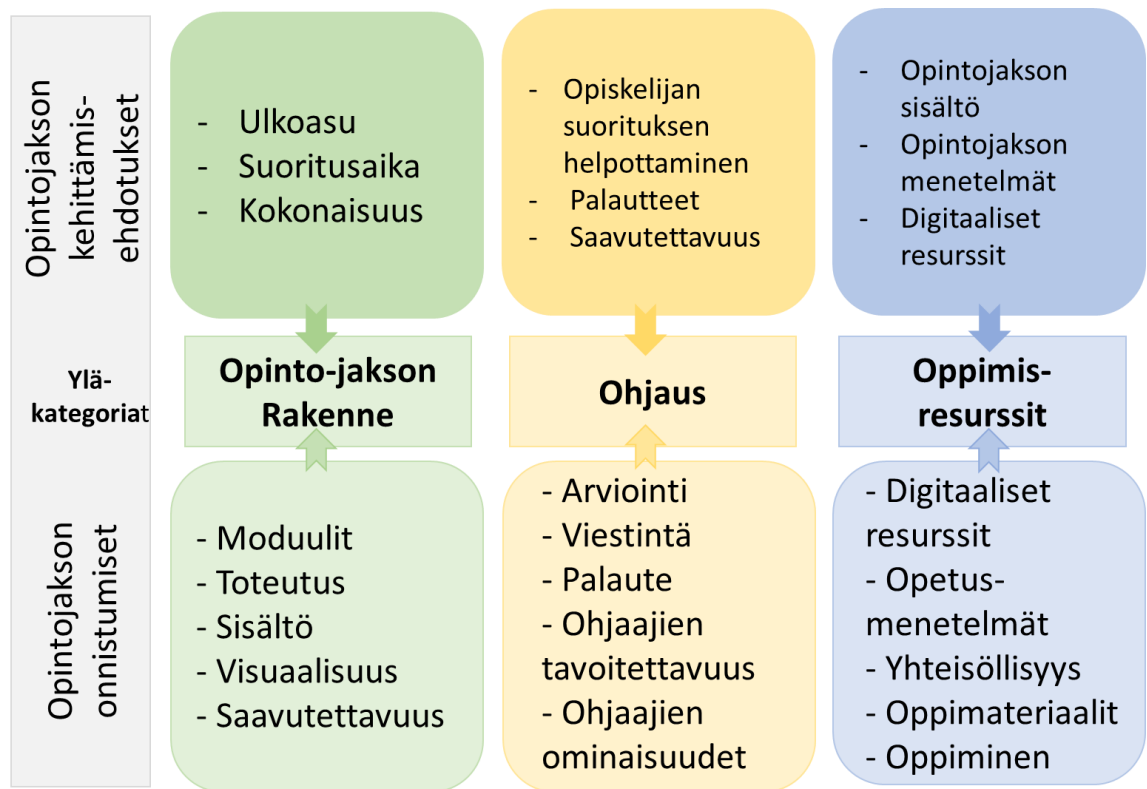 Opintojakson
kehittämis-
ehdotukset
- Ulkoasu
- Suoritusaika
- Kokonaisuus
- Opiskelijan
suorituksen
helpottaminen
- Palautteet
- Saavutettavuus
- Opintojakson
sisältö
- Opintojakson
menetelmät
- Digitaaliset
resurssit
Ylä-
kategoriat
Opinto-jakson
Rakenne
Ohjaus
Oppimis-
resurssit
Opintojakson
onnistumiset
- Moduulit
- Toteutus
- Sisältö
- Visuaalisuus
- Saavutettavuus
- Arviointi
- Viestintä
- Palaute
- Ohjaajien
tavoitettavuus
- Ohjaajien
ominaisuudet
- Digitaaliset
resurssit
- Opetus-
menetelmät
- Yhteisöllisyys
- Oppimateriaalit
- Oppiminen